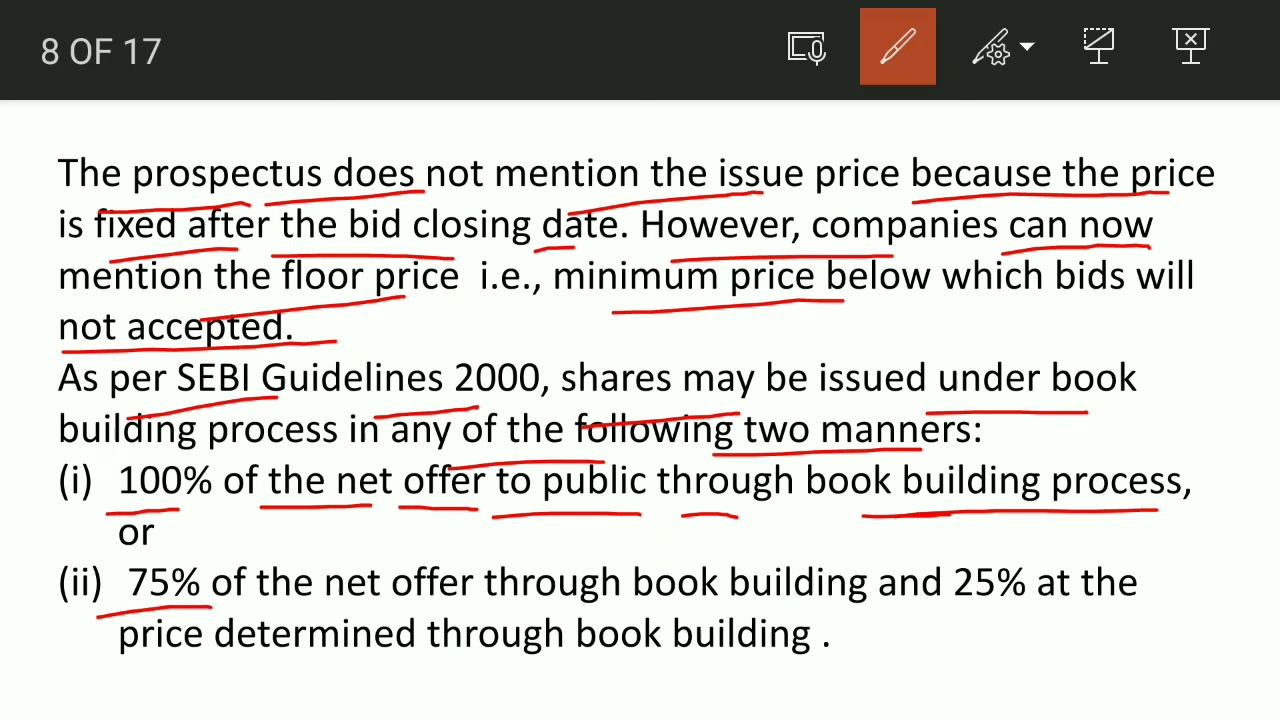 8 OF 17
The prospectus does not mention the issue price because the price
is fixed after the bid closing date. However, companies can now
mention the floor price i.e., minimum price below which bids will
not accepted.
As per SEBI Guidelines 2000, shares may be issued under book
building process in any of the following two manners:
(i) 100% of the net offer to public through book building process,
or
(ii) 75% of the net offer through book building and 25% at the
price determined through book building .